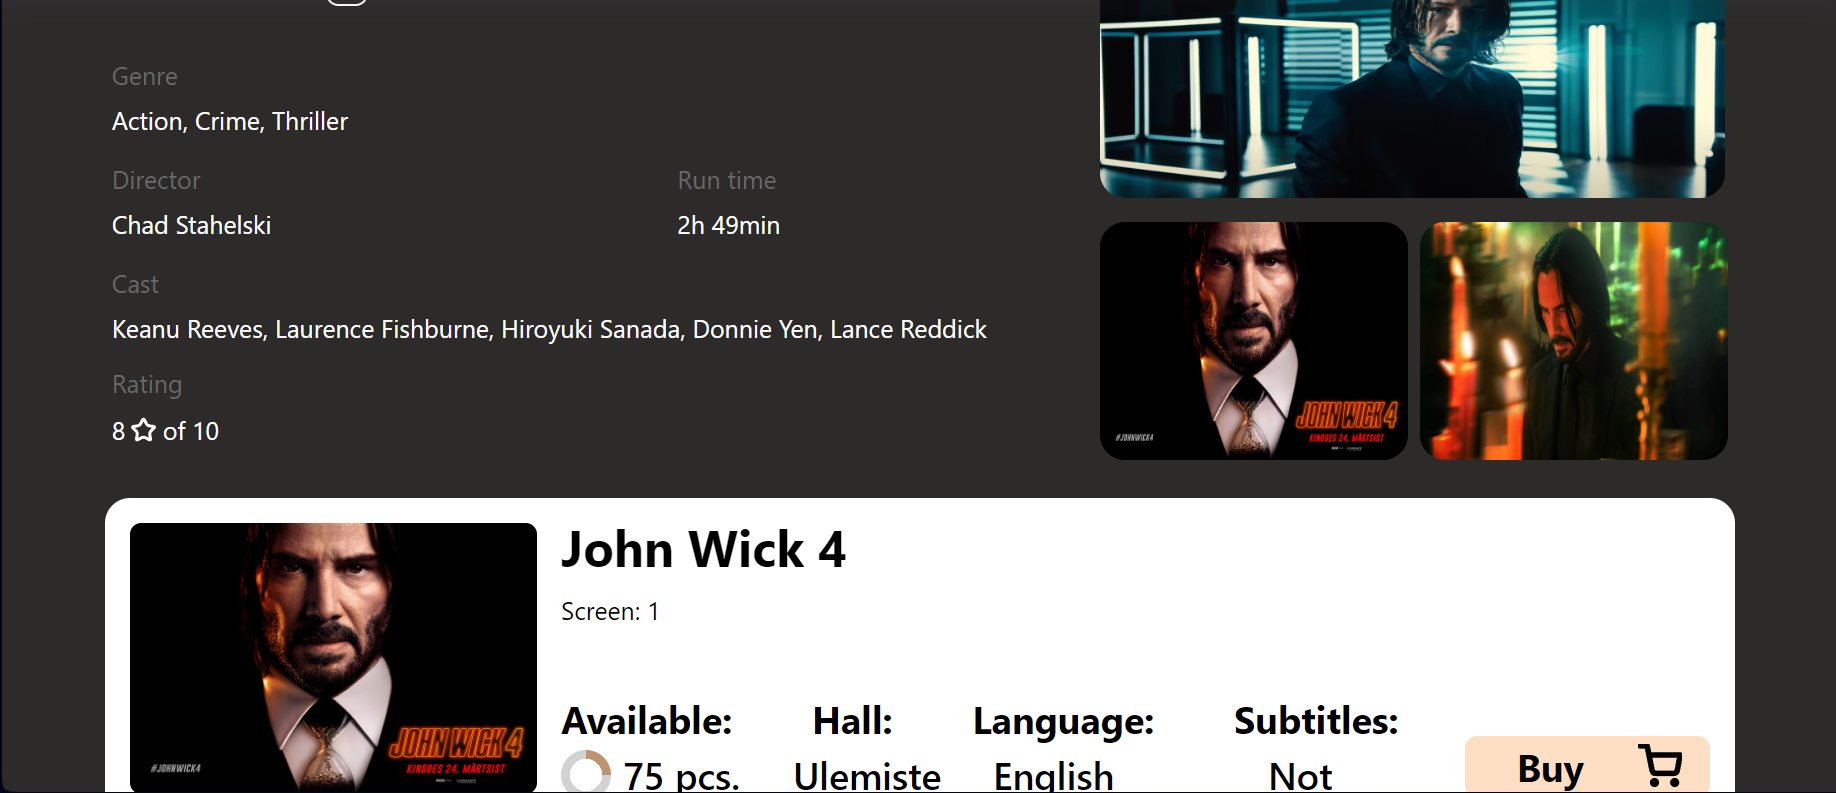 Genre
Action, Crime, Thriller
Director
Run time
Chad Stahelski
2h 49min
Cast
Keanu Reeves, Laurence Fishburne, Hiroyuki Sanada, Donnie Yen, Lance Reddick
Rating
8 of 10
#JOHNWICK4
JOHN WICK 4
KINODES 24. MÄRTSIST
John Wick 4
Screen: 1
Available:
Hall:
Language:
Subtitles:
75 pcs.
Ulemiste
English
Not
Buy
#JOHNWICK4
JOHN WICK 4
KINODES 24. MÄRTSIST